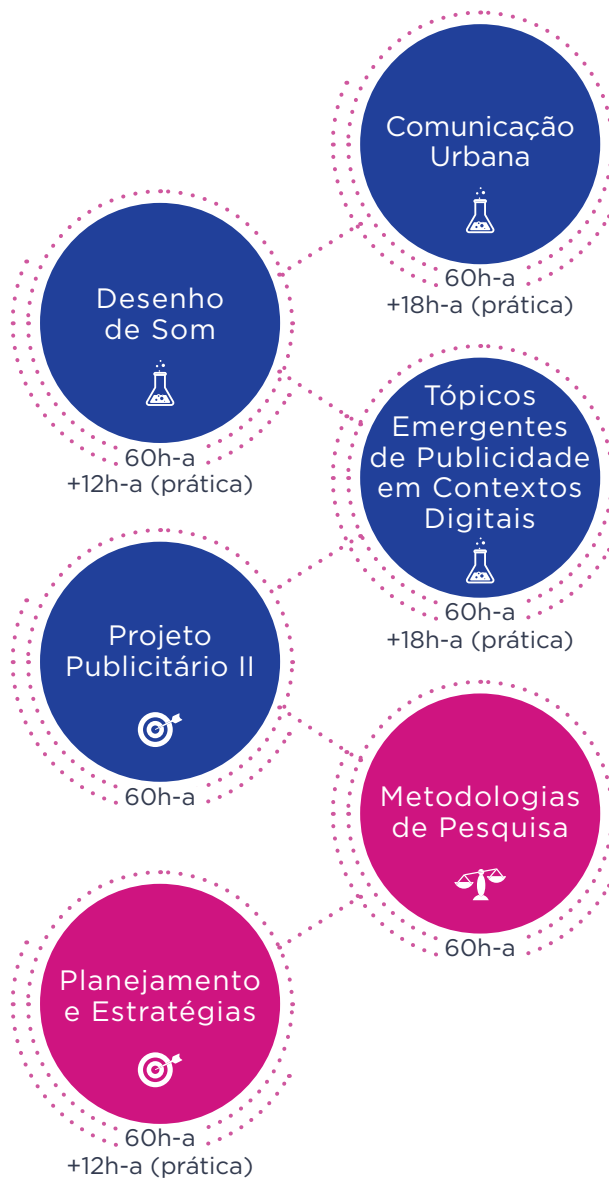 Comunicação
Urbana
60h-a
+18h-a (prática)
Desenho
de Som
60h-a
+12h-a (prática)
Tópicos
Emergentes
de Publicidade
em Contextos
Digitais
60h-a
+18h-a (prática)
Projeto
Publicitário II
60h-a
Metodologias
de Pesquisa
60h-a
Planejamento
e Estratégias
60h-a
+12h-a (prática)